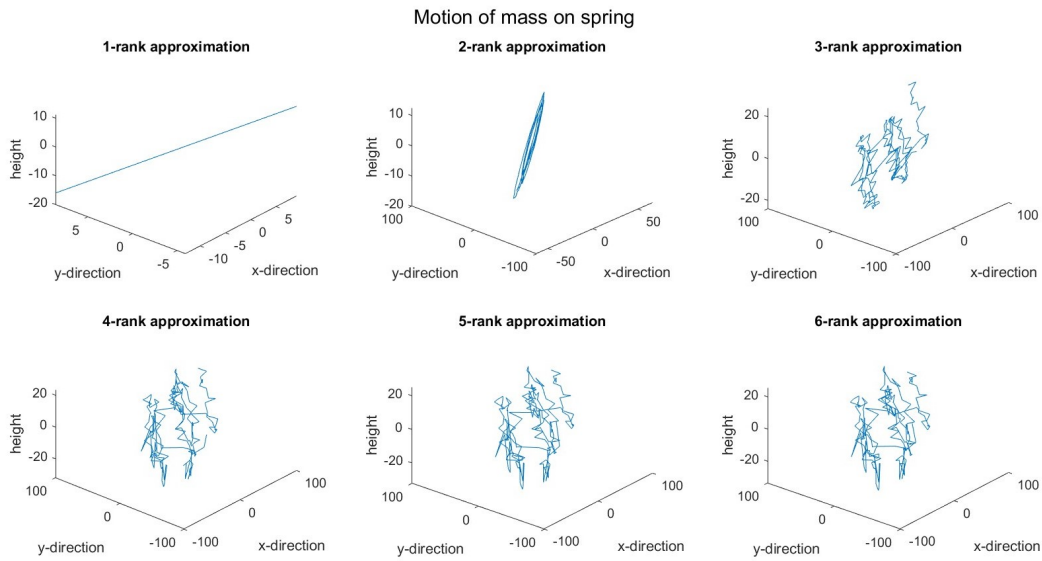 Motion of mass on spring
1-rank approximation
10
0
-10
-20
height
5
0
-5
y-direction
-10
-5
0
5
x-direction
2-rank approximation
10
0
-10
-20
height
100
0
-100
y-direction
-50
0
50
x-direction
3-rank approximation
20
0
-20
height
100
0
-100
y-direction
-100
0
100
x-direction
4-rank approximation
20
0
-20
height
100
0
-100
y-direction
-100
0
100
x-direction
5-rank approximation
20
0
-20
height
100
0
-100
y-direction
-100
0
100
x-direction
6-rank approximation
20
0
-20
height
100
0
-100
y-direction
-100
0
100
x-direction